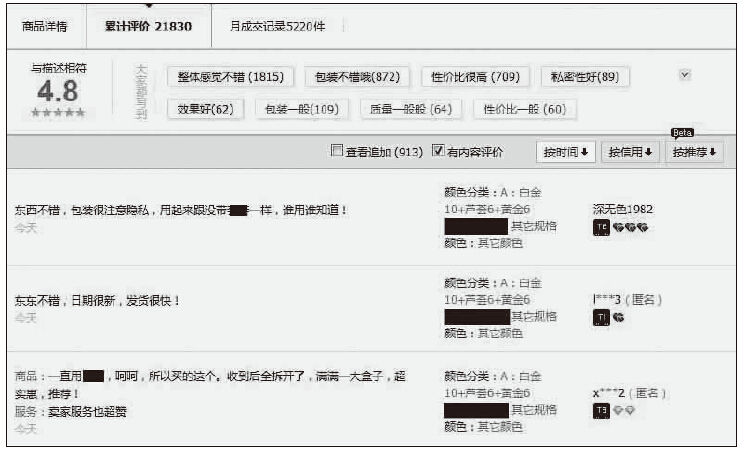 商品详情
累计评价 21830
月成交记录5220件
与描述相符
4.8
大家都写到
整体感觉不错 (1815)
包装不错哦(872)
性价比很高 (709)
私密性好(89)
效果好(62)
包装一般(109)
质量一般般 (64)
性价比一般 (60)
查看追加 (913)
有内容评价
按时间
按信用
按推荐
Beta
东西不错，包装很注意隐私，用起来跟没带一样，谁用谁知道！
今天
颜色分类：A：白金
10+芦荟6+黄金6
其它规格
颜色：其它颜色
深无色1982
东东不错，日期很新，发货很快！
今天
颜色分类：A：白金
10+芦荟6+黄金6
其它规格
颜色：其它颜色
l***3（匿名）
T1
商品：一直用，呵呵，所以买的这个。收到后全拆开了，满满一大盒子，超
实惠，推荐！
服务：卖家服务也超赞
今天
颜色分类：A：白金
10+芦荟6+黄金6
其它规格
颜色：其它颜色
x***2（匿名）
T3